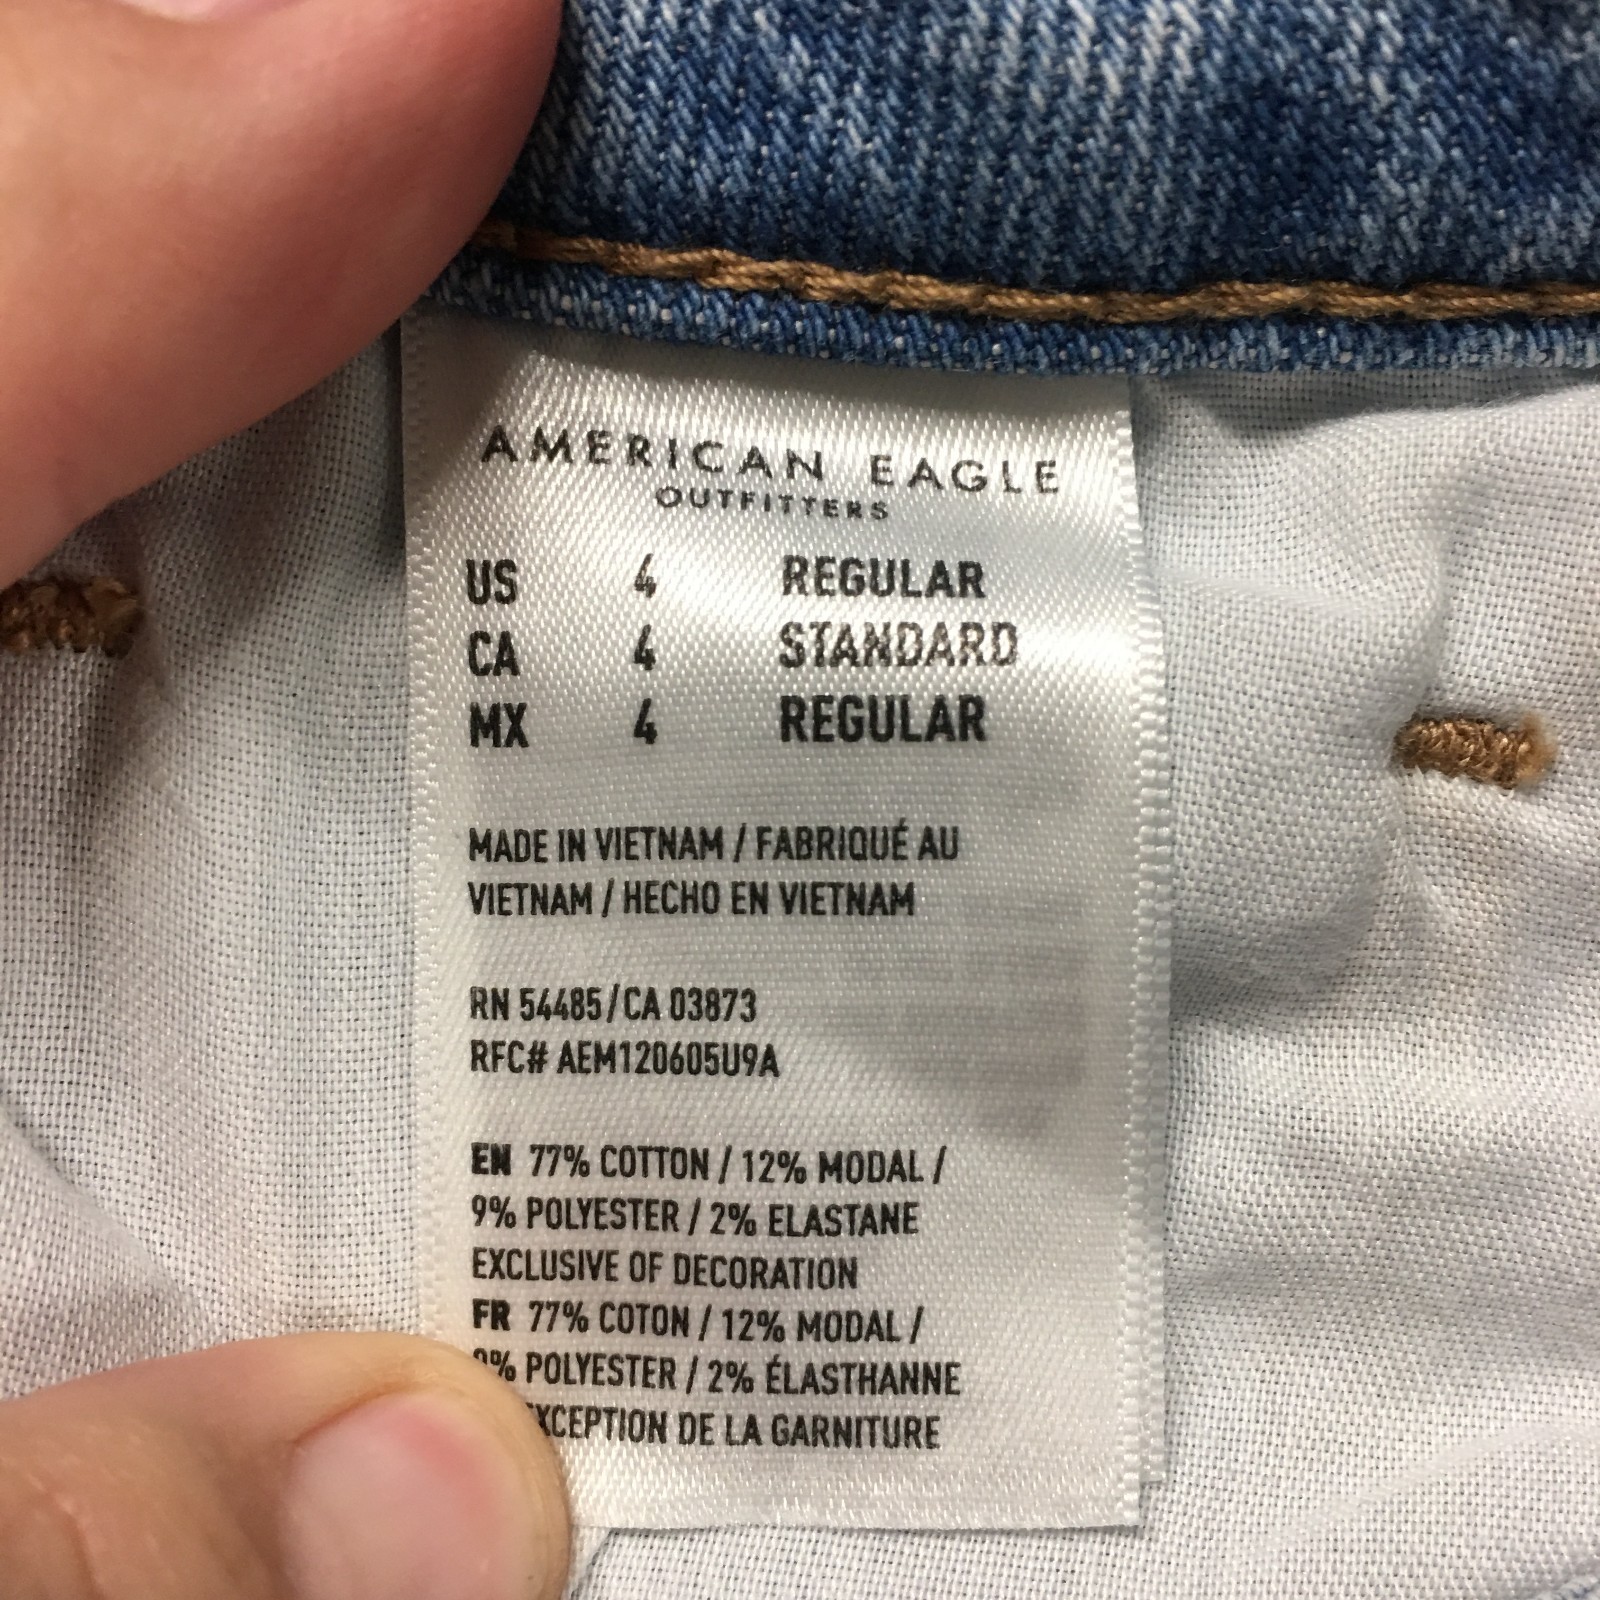 AMERICAN EAGLE
OUTFITTERS
US 4 REGULAR
CA 4 STANDARD
MX 4 REGULAR
MADE IN VIETNAM / FABRIQUÉ AU
VIETNAM / HECHO EN VIETNAM
RN 54485/CA 03873
RFC# AEM120605U9A
EN 77% COTTON / 12% MODAL /
9% POLYESTER / 2% ELASTANE
EXCLUSIVE OF DECORATION
FR 77% COTON / 12% MODAL /
9% POLYESTER / 2% ÉLASTHANNE
EXCEPTION DE LA GARNITURE